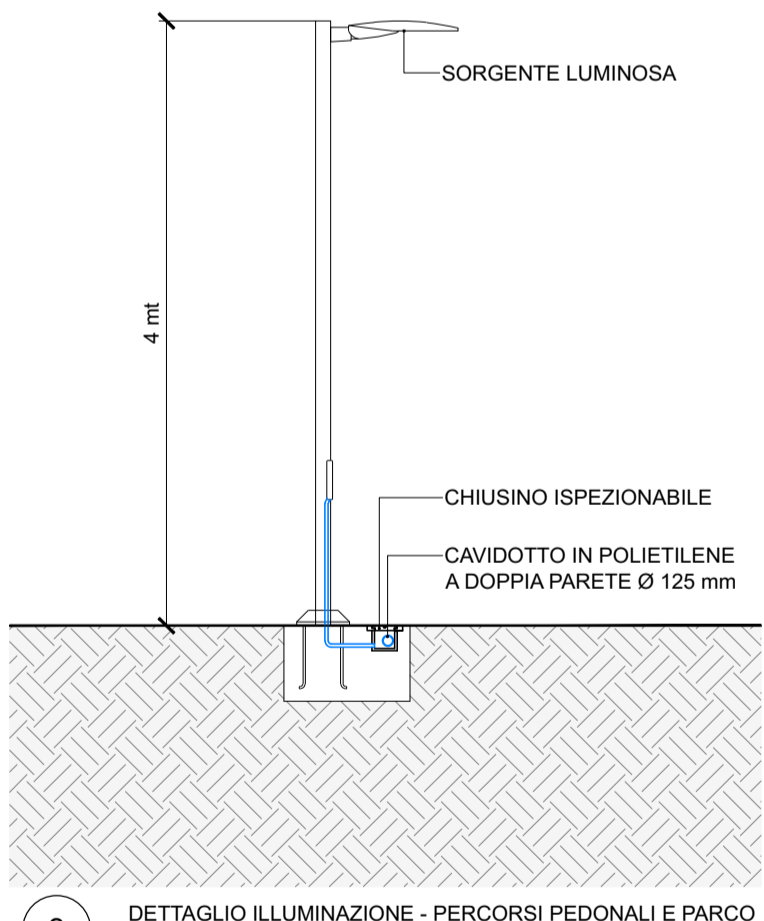 SORGENTE LUMINOSA
4 mt
CHIUSINO ISPEZIONABILE
CAVIDOTTO IN POLIETILENE
A DOPPIA PARETE Ø 125 mm
DETTAGLIO ILLUMINAZIONE - PERCORSI PEDONALI E PARCO